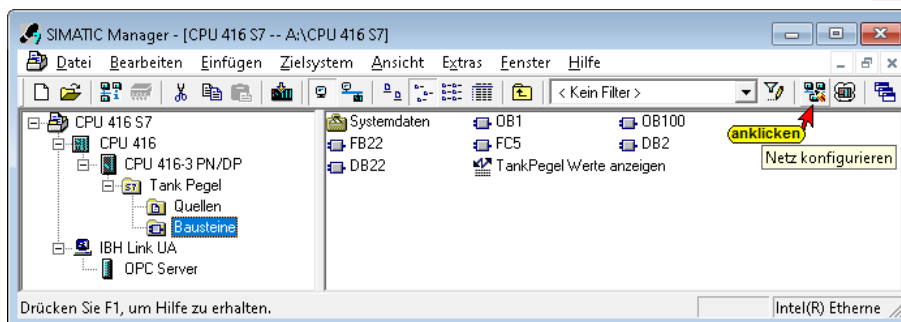 SIMATIC Manager - [CPU 416 S7 -- A:\CPU 416 S7]
Datei Bearbeiten Einfügen Zielsystem Ansicht Extras Fenster Hilfe
< Kein Filter >
anklicken
Netz konfigurieren
CPU 416 S7
CPU 416
CPU 416-3 PN/DP
S7 Tank Pegel
Quellen
Bausteine
IBH Link UA
OPC Server
Systemdaten OB1 OB100
FB22 FC5 DB2
DB22 TankPegel Werte anzeigen
Drücken Sie F1, um Hilfe zu erhalten. Intel(R) Etherne